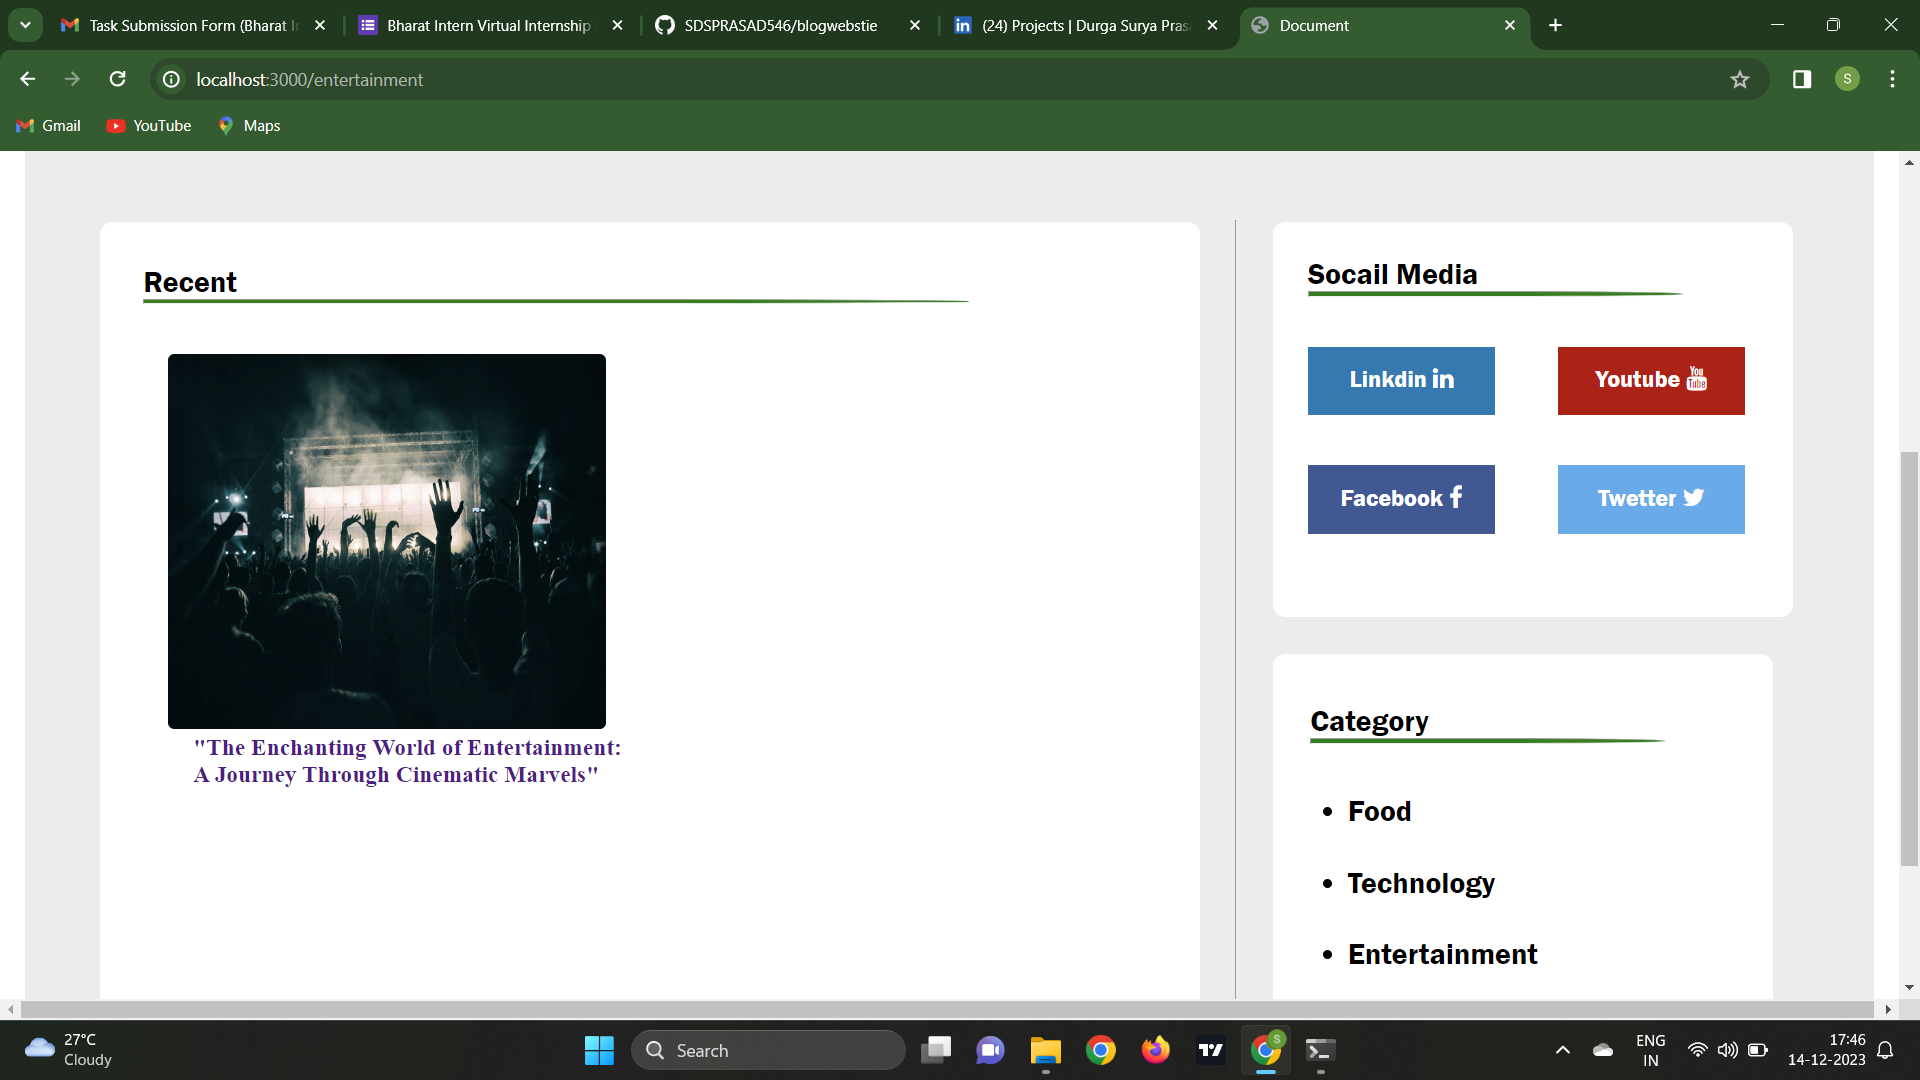 Task Submission Form (Bharat I
Bharat Intern Virtual Internship
SDSPRASAD546/blogwebstie
(24) Projects | Durga Surya Pras
Document
localhost:3000/entertainment
S
Gmail
YouTube
Maps
Recent
"The Enchanting World of Entertainment:
A Journey Through Cinematic Marvels"
Socail Media
Linkdin in
Youtube You Tube
Facebook f
Twetter
Category
• Food
• Technology
• Entertainment
27°C
Cloudy
Search
S
ENG
IN
17:46
14-12-2023